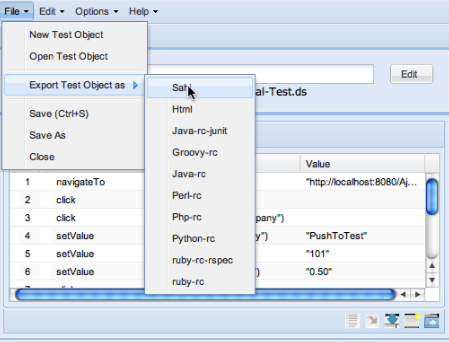 File Edit Options Help
New Test Object
Open Test Object
Export Test Object as
Save (Ctrl+S)
Save As
Close
Html
Java-rc-junit
Groovy-rc
Java-rc
Perl-rc
Php-rc
Python-rc
ruby-rc-rspec
ruby-rc
Edit
al-Test.ds
Value
1 navigateTo "http://localhost:8080/Aj...
2 click
3 click pany")
4 setValue y") "PushToTest"
5 setValue "101"
6 setValue ) "0.50"